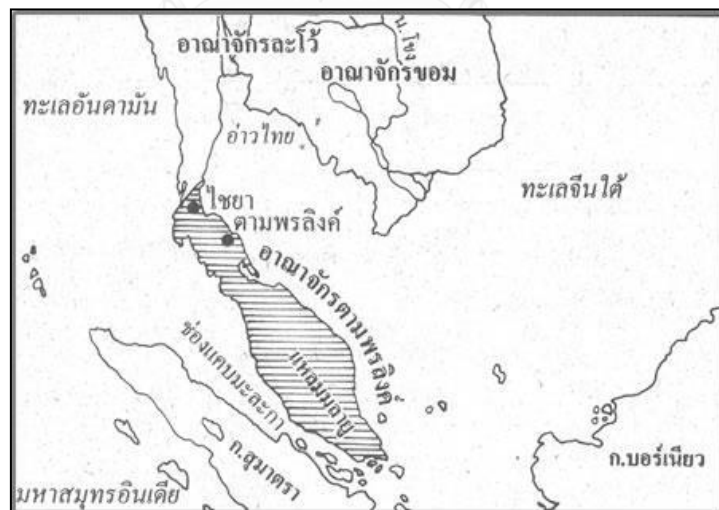 อาณาจักรละโว้
น.โขง
อาณาจักรขอม
ทะเลอันดามัน
อ่าวไทย
ทะเลจีนใต้
ไชยา
ตามพรลิงค์
อาณาจักรตามพรลิงค์
ช่องแคบมะละกา
แหลมมลายู
ก.สุมาตรา
ก.บอร์เนียว
มหาสมุทรอินเดีย